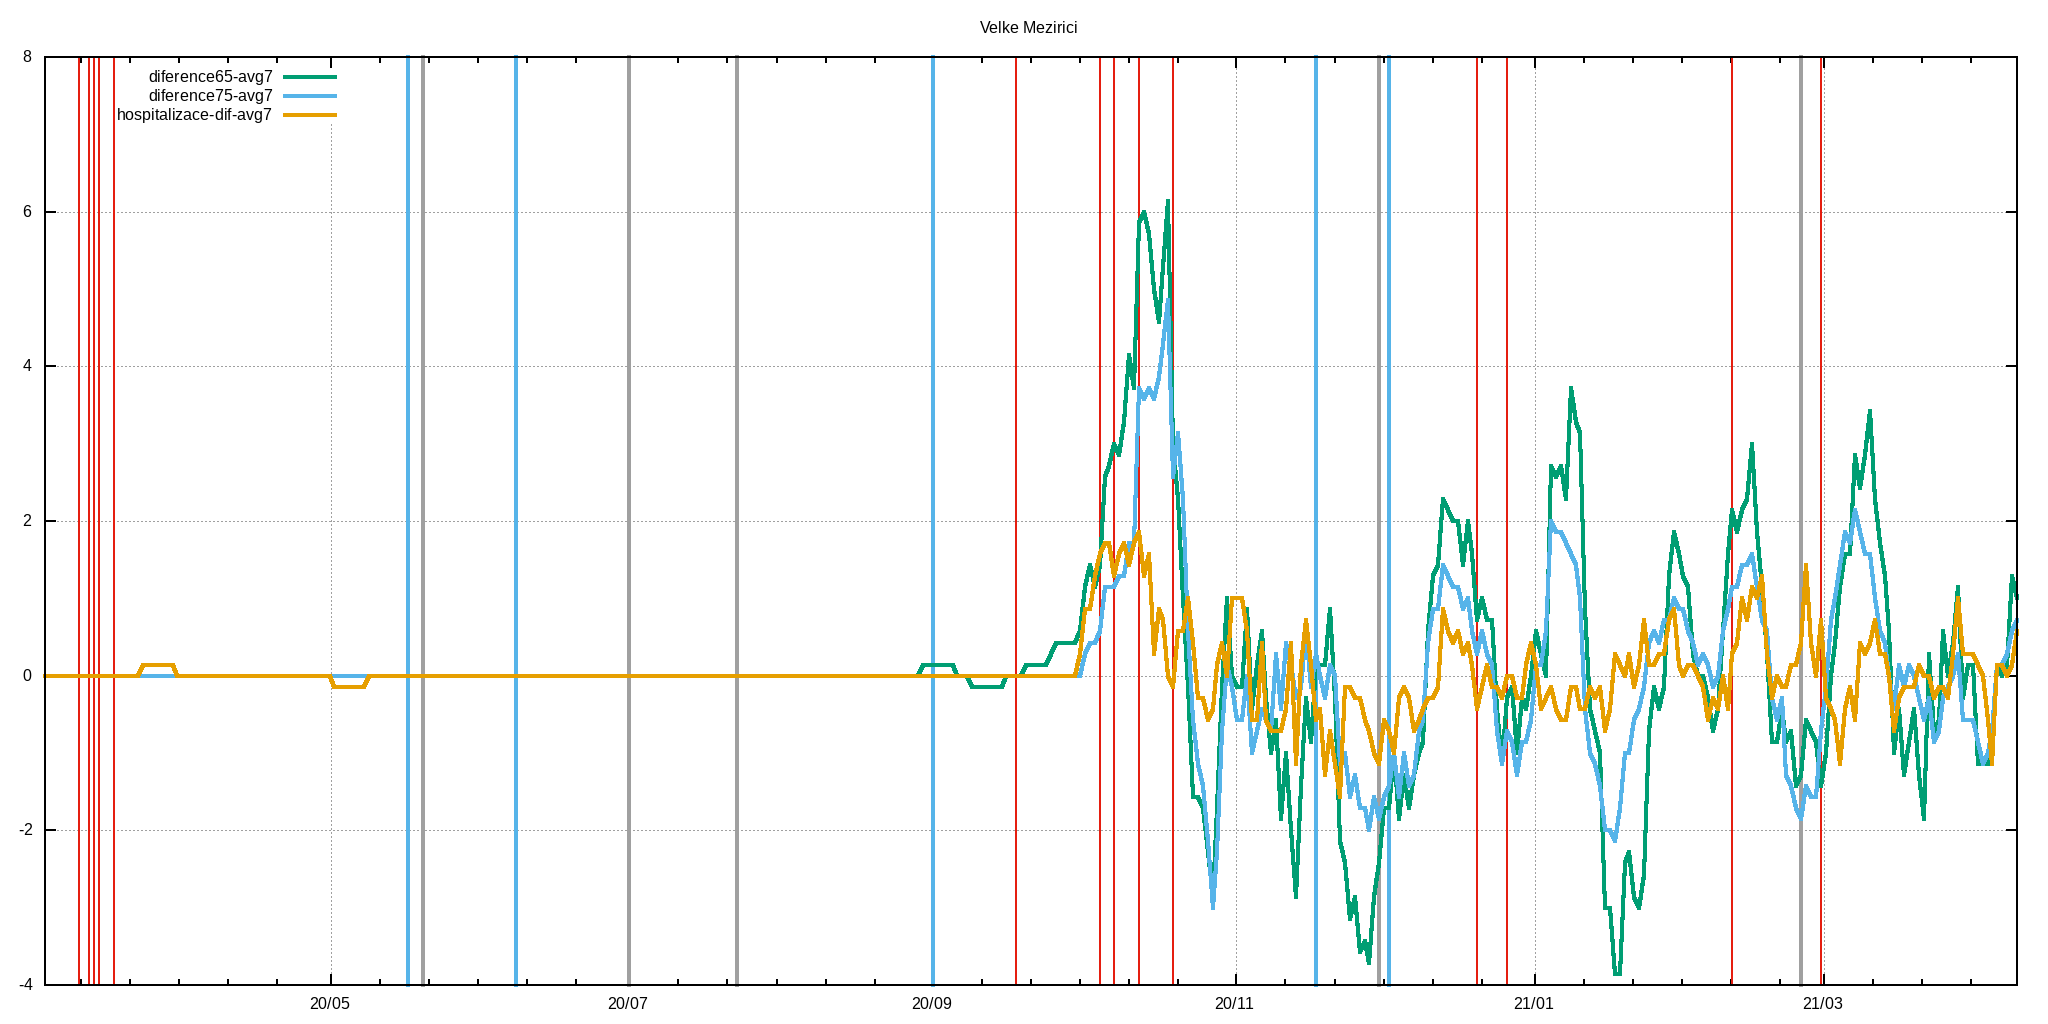 Velke Mezirici
8
diference65-avg7
diference75-avg7
hospitalizace-dif-avg7
6
4
2
0
-2
-4
20/05 20/07 20/09 20/11 21/01 21/03